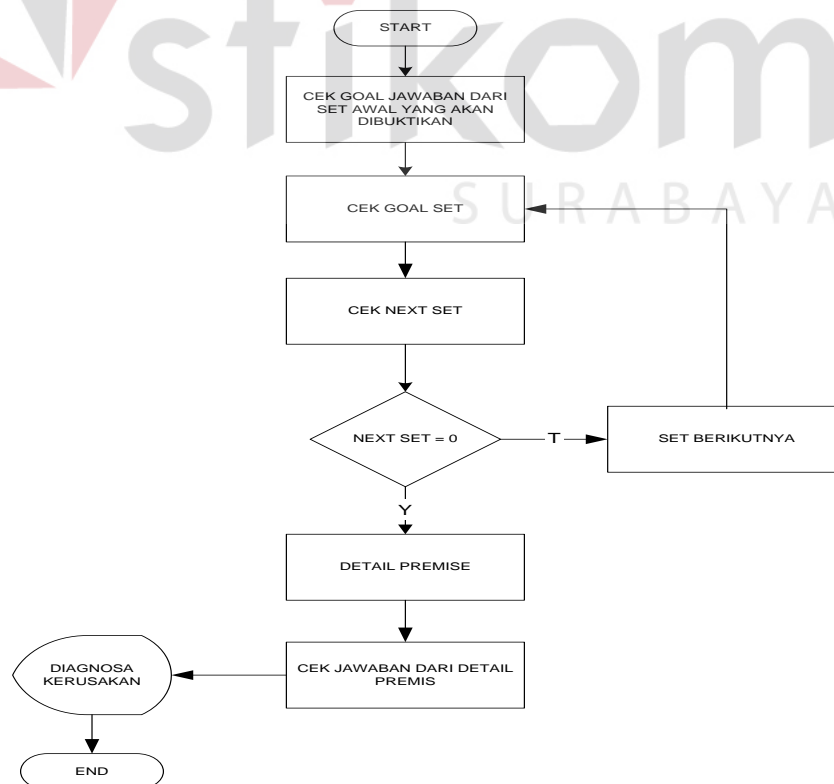 stikom
SURABAYA
START
CEK GOAL JAWABAN DARI
SET AWAL YANG AKAN
DIBUKTIKAN
CEK GOAL SET
CEK NEXT SET
NEXT SET = 0
T
SET BERIKUTNYA
Y
DETAIL PREMISE
CEK JAWABAN DARI DETAIL
PREMIS
DIAGNOSA
KERUSAKAN
END